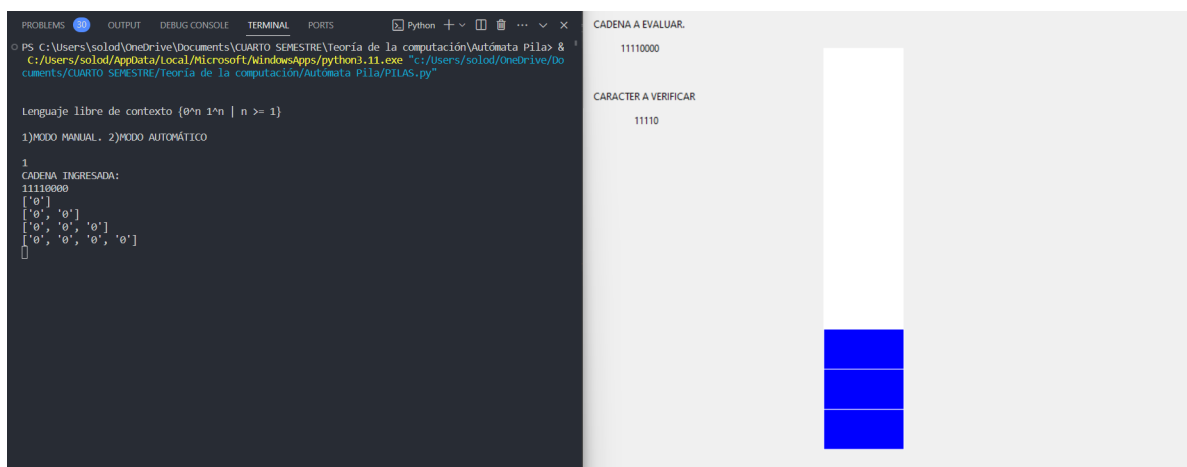 PROBLEMS 30 OUTPUT DEBUG CONSOLE TERMINAL PORTS Python
PS C:\Users\solod\OneDrive\Documents\CUARTO SEMESTRE\Teoría de la computación\Autómata Pila> &
C:/Users/solod/AppData/Local/Microsoft/WindowsApps/python3.11.exe "c:/Users/solod/OneDrive/Do
cuments/CUARTO SEMESTRE/Teoría de la computación/Autómata Pila/PILAS.py"
Lenguaje libre de contexto {0^n 1^n | n >= 1}
1)MODO MANUAL. 2)MODO AUTOMÁTICO
1
CADENA INGRESADA:
11110000
['0']
['0', '0']
['0', '0', '0']
['0', '0', '0', '0']
CADENA A EVALUAR.
11110000
CARACTER A VERIFICAR
11110